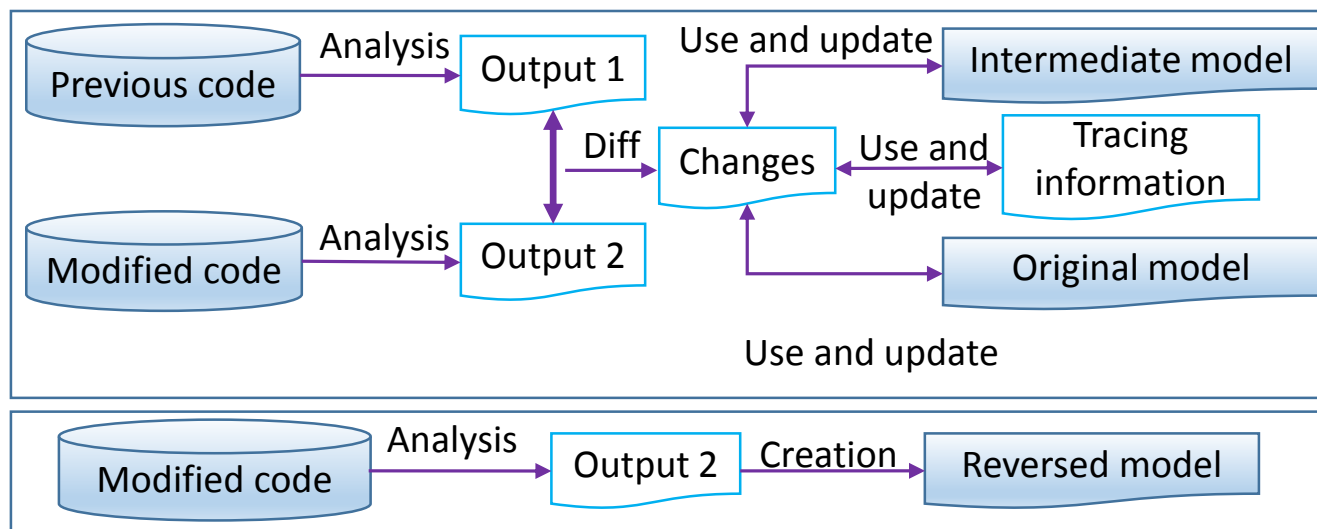 Analysis
Previous code
Output 1
Use and update
Intermediate model
Diff
Changes
Use and
update
Tracing
information
Analysis
Modified code
Output 2
Original model
Use and update
Modified code
Analysis
Output 2
Creation
Reversed model